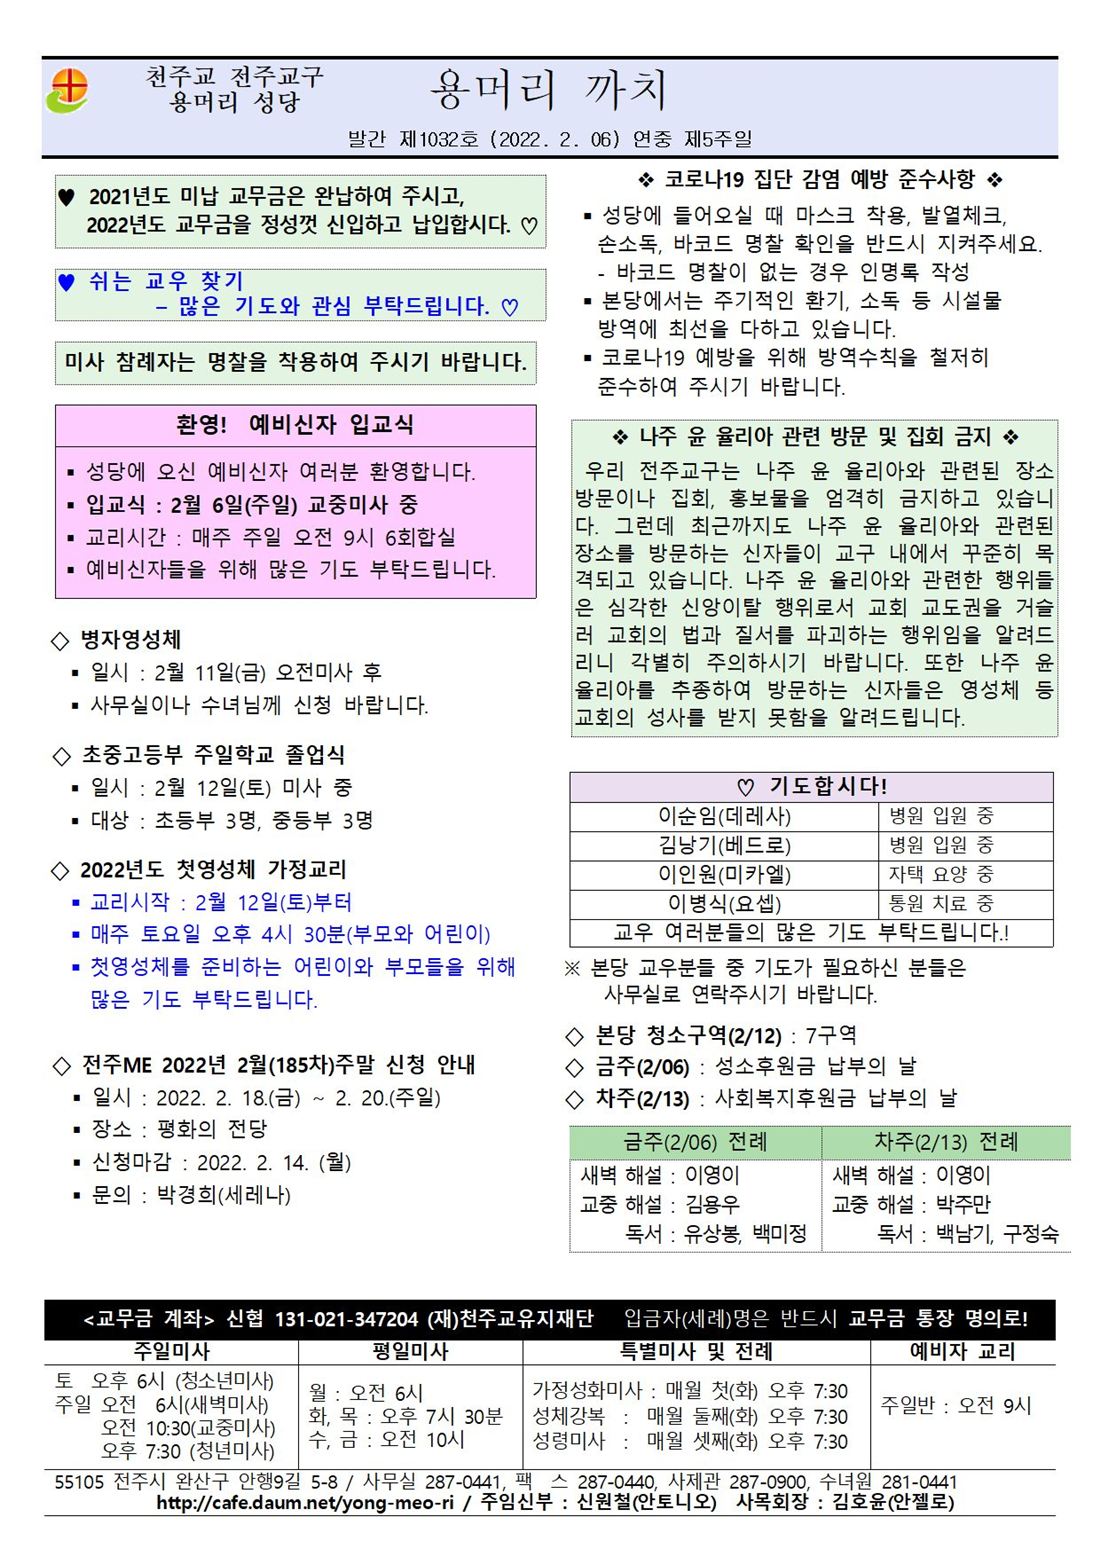 천주교 전주교구
용머리 성당
용머리 까치
발간 제1032호 (2022. 2. 06) 연중 제5주일
♥ 2021년도 미납 교무금은 완납하여 주시고,
2022년도 교무금을 정성껏 신입하고 납입합시다. ♡
♥ 쉬는 교우 찾기
– 많은 기도와 관심 부탁드립니다. ♡
미사 참례자는 명찰을 착용하여 주시기 바랍니다.
환영! 예비신자 입교식
▪ 성당에 오신 예비신자 여러분 환영합니다.
▪ 입교식 : 2월 6일(주일) 교중미사 중
▪ 교리시간 : 매주 주일 오전 9시 6회합실
▪ 예비신자들을 위해 많은 기도 부탁드립니다.
◇ 병자영성체
▪ 일시 : 2월 11일(금) 오전미사 후
▪ 사무실이나 수녀님께 신청 바랍니다.
◇ 초중고등부 주일학교 졸업식
▪ 일시 : 2월 12일(토) 미사 중
▪ 대상 : 초등부 3명, 중등부 3명
◇ 2022년도 첫영성체 가정교리
▪ 교리시작 : 2월 12일(토)부터
▪ 매주 토요일 오후 4시 30분(부모와 어린이)
▪ 첫영성체를 준비하는 어린이와 부모들을 위해
많은 기도 부탁드립니다.
◇ 전주ME 2022년 2월(185차)주말 신청 안내
▪ 일시 : 2022. 2. 18.(금) ~ 2. 20.(주일)
▪ 장소 : 평화의 전당
▪ 신청마감 : 2022. 2. 14. (월)
▪ 문의 : 박경희(세레나)
❖ 코로나19 집단 감염 예방 준수사항 ❖
▪ 성당에 들어오실 때 마스크 착용, 발열체크,
손소독, 바코드 명찰 확인을 반드시 지켜주세요.
- 바코드 명찰이 없는 경우 인명록 작성
▪ 본당에서는 주기적인 환기, 소독 등 시설물
방역에 최선을 다하고 있습니다.
▪ 코로나19 예방을 위해 방역수칙을 철저히
준수하여 주시기 바랍니다.
❖ 나주 윤 율리아 관련 방문 및 집회 금지 ❖
우리 전주교구는 나주 윤 율리아와 관련된 장소
방문이나 집회, 홍보물을 엄격히 금지하고 있습니
다. 그런데 최근까지도 나주 윤 율리아와 관련된
장소를 방문하는 신자들이 교구 내에서 꾸준히 목
격되고 있습니다. 나주 윤 율리아와 관련한 행위들
은 심각한 신앙이탈 행위로서 교회 교도권을 거슬
러 교회의 법과 질서를 파괴하는 행위임을 알려드
리니 각별히 주의하시기 바랍니다. 또한 나주 윤
율리아를 추종하여 방문하는 신자들은 영성체 등
교회의 성사를 받지 못함을 알려드립니다.
♡ 기도합시다!
이순임(데레사) 병원 입원 중
김낭기(베드로) 병원 입원 중
이인원(미카엘) 자택 요양 중
이병식(요셉) 통원 치료 중
교우 여러분들의 많은 기도 부탁드립니다.!
※ 본당 교우분들 중 기도가 필요하신 분들은
사무실로 연락주시기 바랍니다.
◇ 본당 청소구역(2/12) : 7구역
◇ 금주(2/06) : 성소후원금 납부의 날
◇ 차주(2/13) : 사회복지후원금 납부의 날
금주(2/06) 전례 차주(2/13) 전례
새벽 해설 : 이영이 새벽 해설 : 이영이
교중 해설 : 김용우 교중 해설 : 박주만
독서 : 유상봉, 백미정 독서 : 백남기, 구정숙
<교무금 계좌> 신협 131-021-347204 (재)천주교유지재단 입금자(세례)명은 반드시 교무금 통장 명의로!
주일미사 평일미사 특별미사 및 전례 예비자 교리
토 오후 6시 (청소년미사)
주일 오전 6시(새벽미사)
오전 10:30(교중미사)
오후 7:30 (청년미사)
월 : 오전 6시
화, 목 : 오후 7시 30분
수, 금 : 오전 10시
가정성화미사 : 매월 첫(화) 오후 7:30
성체강복 : 매월 둘째(화) 오후 7:30
성령미사 : 매월 셋째(화) 오후 7:30
주일반 : 오전 9시
55105 전주시 완산구 안행9길 5-8 / 사무실 287-0441, 팩 스 287-0440, 사제관 287-0900, 수녀원 281-0441
http://cafe.daum.net/yong-meo-ri / 주임신부 : 신원철(안토니오) 사목회장 : 김호윤(안젤로)